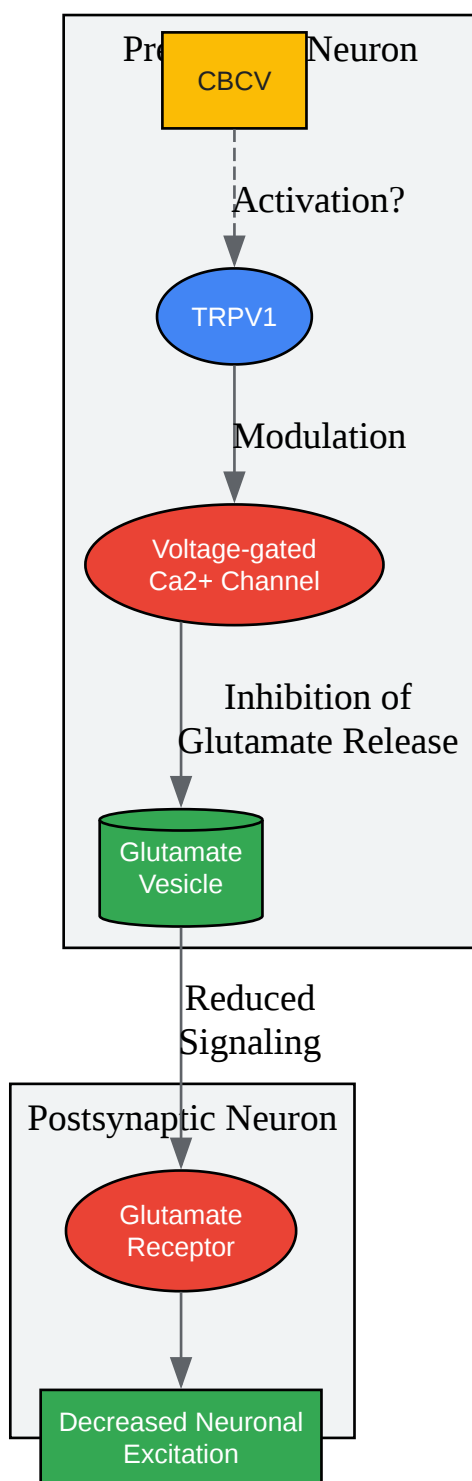 Pre Neuron
CBCV
Activation?
TRPV1
Modulation
Voltage-gated
Ca2+ Channel
Inhibition of
Glutamate Release
Glutamate
Vesicle
Reduced
Signaling
Postsynaptic Neuron
Glutamate
Receptor
Decreased Neuronal
Excitation